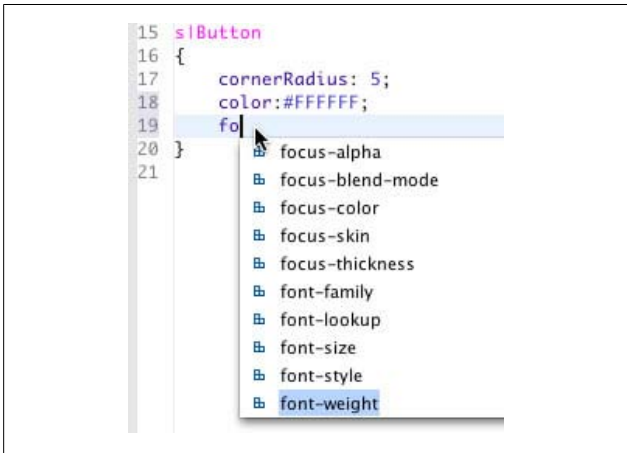 15 s|Button
16 {
17 cornerRadius: 5;
18 color:#FFFFFF;
19 fo
20 }
21
focus-alpha
focus-blend-mode
focus-color
focus-skin
focus-thickness
font-family
font-lookup
font-size
font-style
font-weight